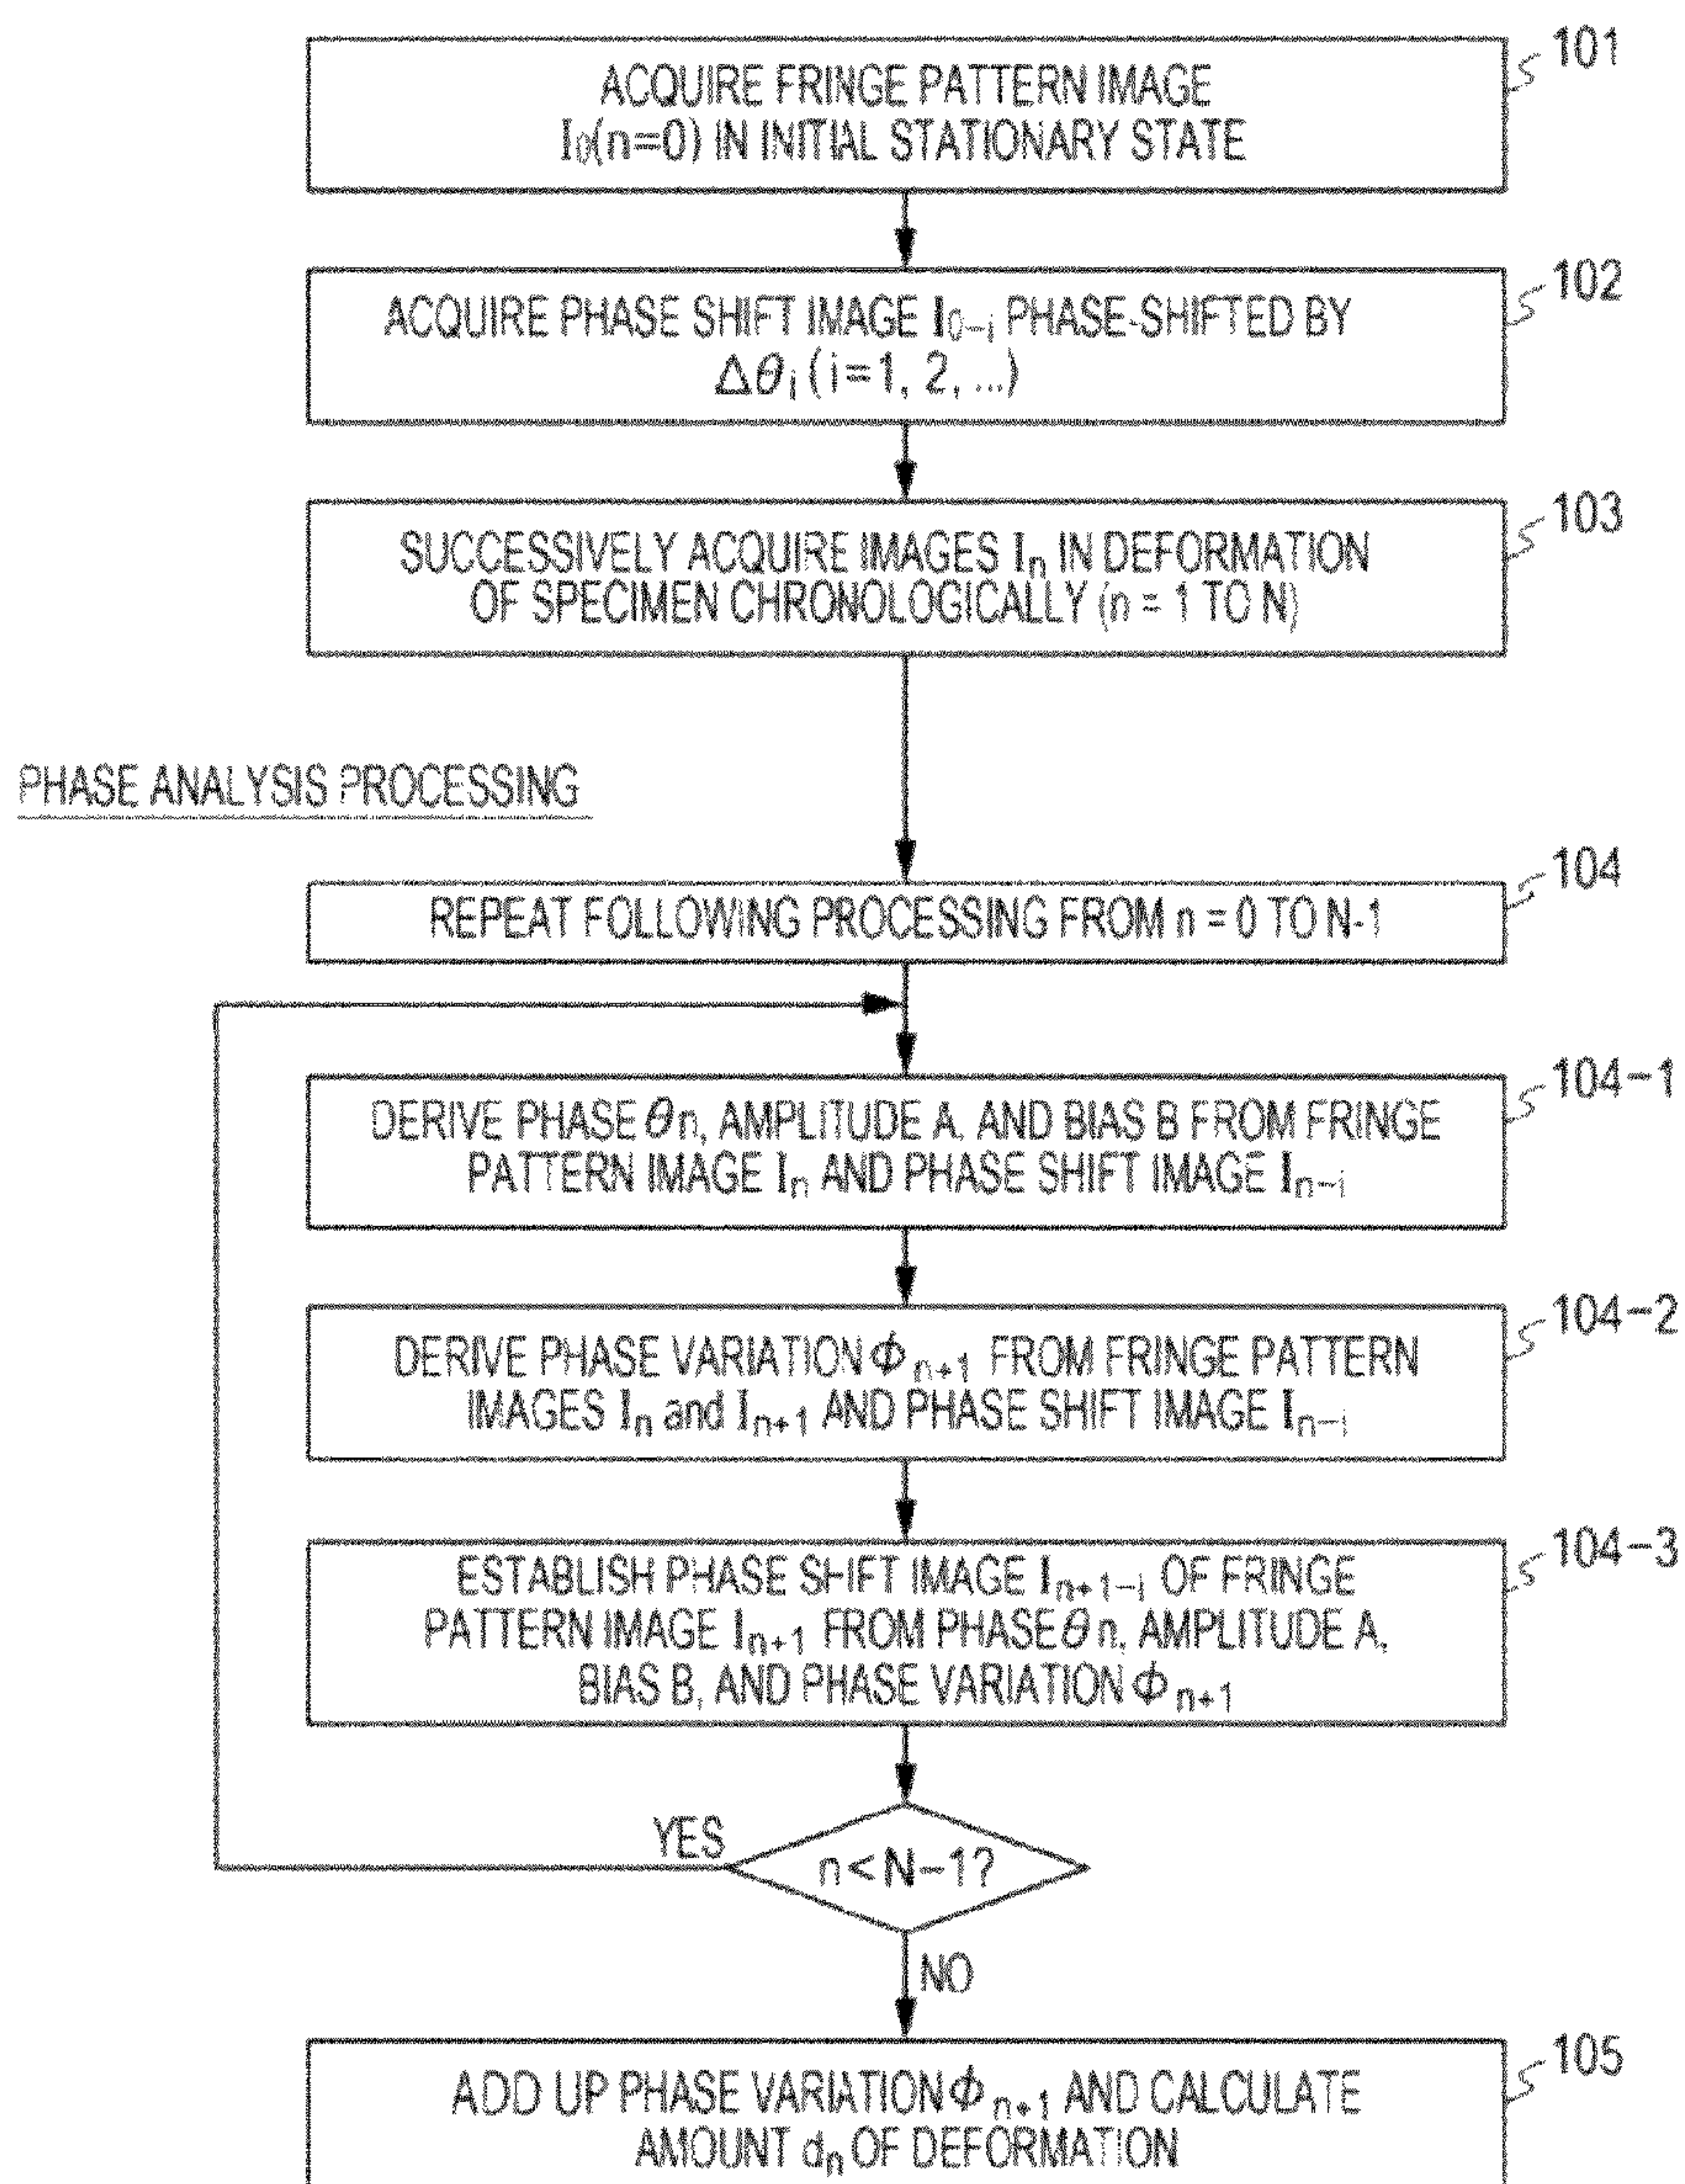 101
ACQUIRE FRINGE PATTERN IMAGE
I0(n=0) IN INITIAL STATIONARY STATE
102
ACQUIRE PHASE SHIFT IMAGE I0-i PHASE-SHIFTED BY
Δθi (i=1, 2, ...)
103
SUCCESSIVELY ACQUIRE IMAGES In IN DEFORMATION
OF SPECIMEN CHRONOLOGICALLY (n = 1 TO N)
PHASE ANALYSIS PROCESSING
104
REPEAT FOLLOWING PROCESSING FROM n = 0 TO N-1
104-1
DERIVE PHASE θn, AMPLITUDE A, AND BIAS B FROM FRINGE
PATTERN IMAGE In AND PHASE SHIFT IMAGE In-i
104-2
DERIVE PHASE VARIATION Φn+1 FROM FRINGE PATTERN
IMAGES In and In+1 AND PHASE SHIFT IMAGE In-i
104-3
ESTABLISH PHASE SHIFT IMAGE In+1-i OF FRINGE
PATTERN IMAGE In+1 FROM PHASE θn, AMPLITUDE A,
BIAS B, AND PHASE VARIATION Φn+1
YES
n<N-1?
NO
105
ADD UP PHASE VARIATION Φn+1 AND CALCULATE
AMOUNT dn OF DEFORMATION